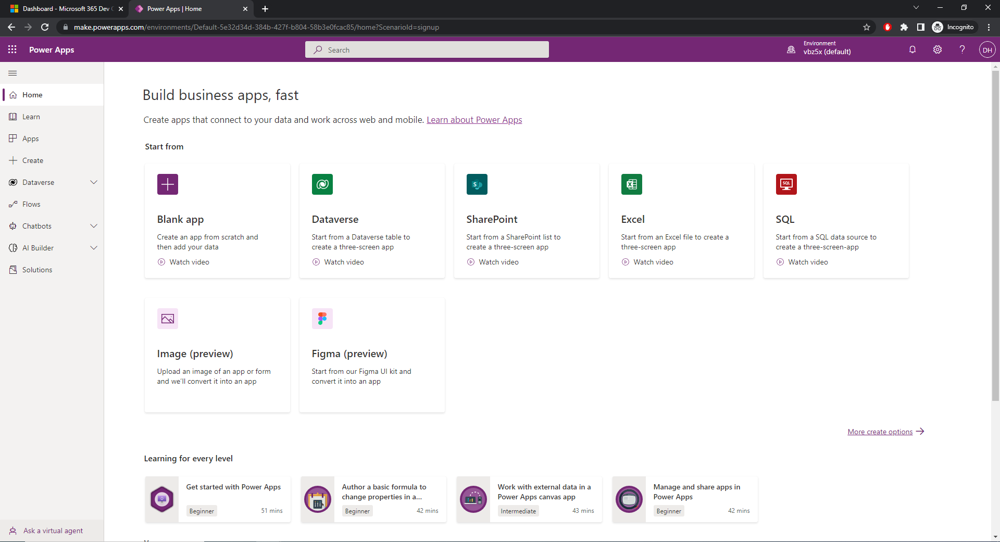 Dashboard - Microsoft 365 Dev
Power Apps | Home
make.powerapps.com/environments/Default-5e32d34d-384b-427f-b804-58b3e0fcac85/home?ScenarioId=signup
Incognito
Power Apps
Search
Environment
vbz5x (default)
DH
Home
Learn
Apps
Create
Dataverse
Flows
Chatbots
AI Builder
Solutions
Ask a virtual agent
Build business apps, fast
Create apps that connect to your data and work across web and mobile. Learn about Power Apps
Start from
Blank app
Create an app from scratch and
then add your data
Watch video
Dataverse
Start from a Dataverse table to
create a three-screen app
Watch video
S
SharePoint
Start from a SharePoint list to
create a three-screen app
Watch video
X
Excel
Start from an Excel file to create a
three-screen app
Watch video
SQL
SQL
Start from a SQL data source to
create a three-screen-app
Watch video
Image (preview)
Upload an image of an app or form
and we'll convert it into an app
Figma (preview)
Start from our Figma UI kit and
convert it into an app
More create options
Learning for every level
Get started with Power Apps
Beginner
51 mins
Author a basic formula to
change properties in a...
Beginner
42 mins
Work with external data in a
Power Apps canvas app
Intermediate
43 mins
Manage and share apps in
Power Apps
Beginner
42 mins